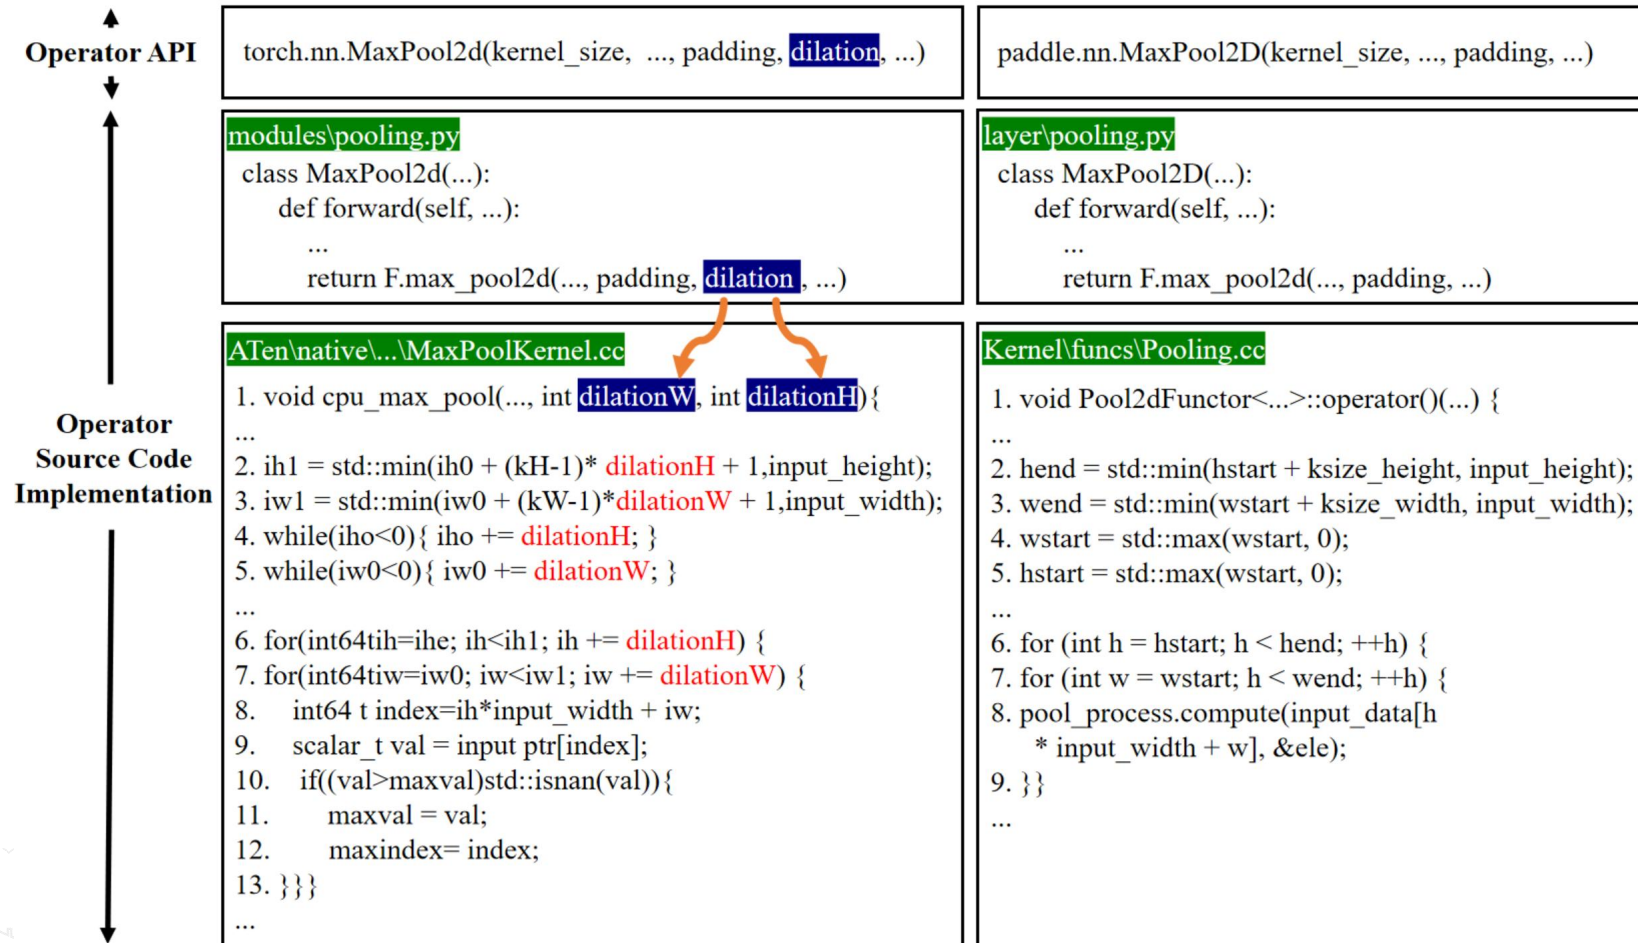 Operator API
torch.nn.MaxPool2d(kernel_size, ..., padding, dilation, ...)
paddle.nn.MaxPool2D(kernel_size, ..., padding, ...)
Operator
Source Code
Implementation
modules\pooling.py
class MaxPool2d(...):
def forward(self, ...):
...
return F.max_pool2d(..., padding, dilation , ...)
layer\pooling.py
class MaxPool2D(...):
def forward(self, ...):
...
return F.max_pool2d(..., padding, ...)
ATen\native\...\MaxPoolKernel.cc
1. void cpu_max_pool(..., int dilationW, int dilationH){
...
2. ih1 = std::min(ih0 + (kH-1)* dilationH + 1,input_height);
3. iw1 = std::min(iw0 + (kW-1)*dilationW + 1,input_width);
4. while(iho<0){ iho += dilationH; }
5. while(iw0<0){ iw0 += dilationW; }
...
6. for(int64tih=ihe; ih<ih1; ih += dilationH) {
7. for(int64tiw=iw0; iw<iw1; iw += dilationW) {
8. int64 t index=ih*input_width + iw;
9. scalar_t val = input ptr[index];
10. if((val>maxval)std::isnan(val)){
11. maxval = val;
12. maxindex= index;
13. }}}
...
Kernel\funcs\Pooling.cc
1. void Pool2dFunctor<...>::operator()(...) {
...
2. hend = std::min(hstart + ksize_height, input_height);
3. wend = std::min(wstart + ksize_width, input_width);
4. wstart = std::max(wstart, 0);
5. hstart = std::max(wstart, 0);
...
6. for (int h = hstart; h < hend; ++h) {
7. for (int w = wstart; h < wend; ++h) {
8. pool_process.compute(input_data[h
* input_width + w], &ele);
9. }}
...